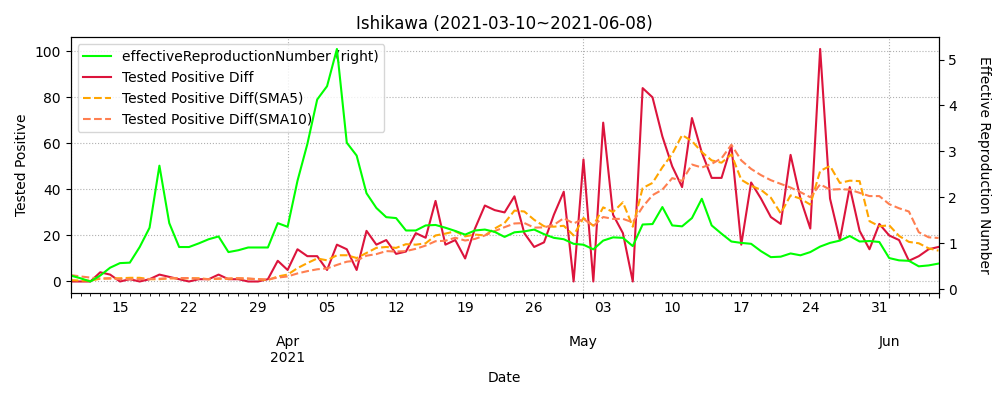 Ishikawa (2021-03-10~2021-06-08)
effectiveReproductionNumber (right)
Tested Positive Diff
Tested Positive Diff(SMA5)
Tested Positive Diff(SMA10)
Tested Positive
100
80
60
40
20
0
5
4
3
2
1
0
Effective Reproduction Number
15 22 29 05 12 19 26 03 10 17 24 31
Apr May Jun
2021
Date